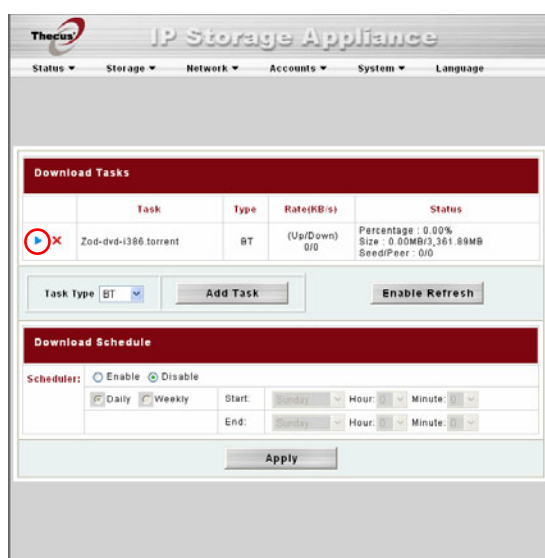 Thecus
IP Storage Appliance
Status Storage Network Accounts System Language
Download Tasks
Task Type Rate(KB/s) Status
Zod-dvd-i386.torrent BT (Up/Down) 0/0 Percentage : 0.00%
Size : 0.00MB/3,361.89MB
Seed/Peer : 0/0
Task Type BT Add Task Enable Refresh
Download Schedule
Scheduler: Enable Disable
Daily Weekly Start: Sunday Hour: 0 Minute: 0
End: Sunday Hour: 0 Minute: 0
Apply